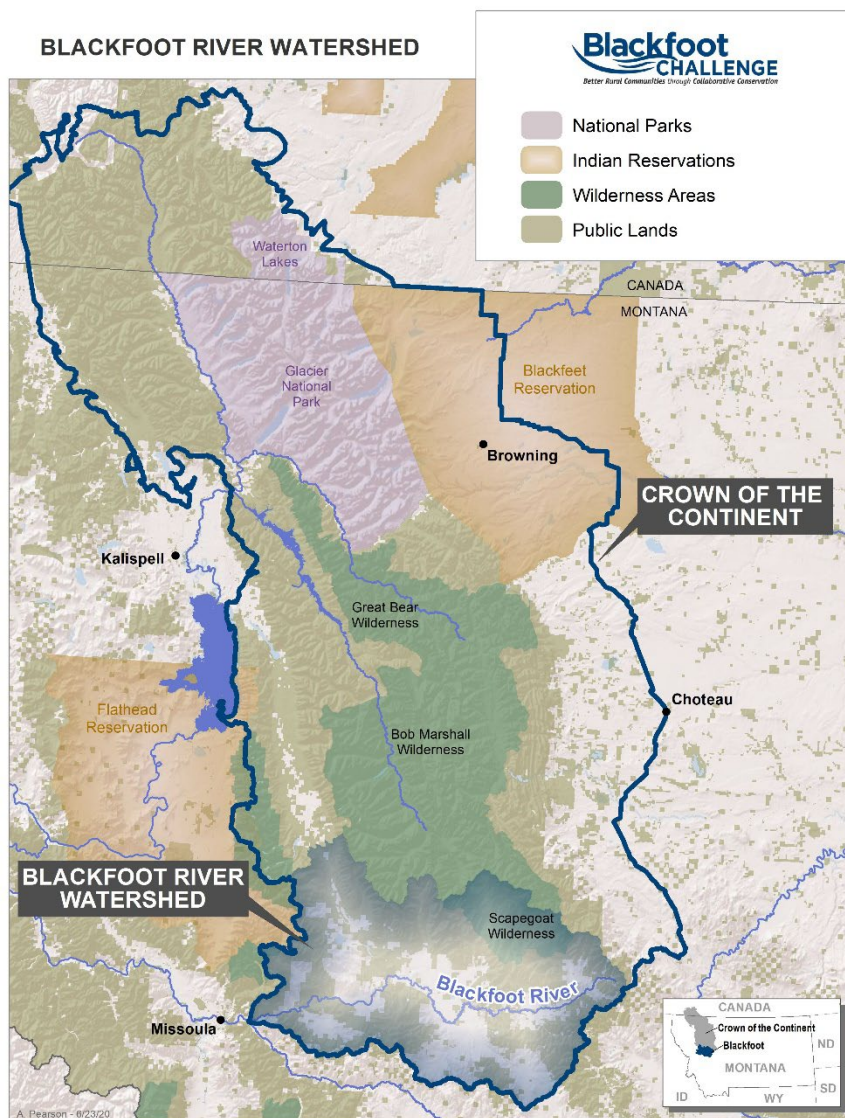 BLACKFOOT RIVER WATERSHED
Blackfoot
CHALLENGE
Better Rural Communities through Collaborative Conservation
National Parks
Indian Reservations
Wilderness Areas
Public Lands
Waterton
Lakes
CANADA
MONTANA
Glacier
National
Park
Blackfeet
Reservation
Browning
CROWN OF THE
CONTINENT
Kalispell
Great Bear
Wilderness
Flathead
Reservation
Choteau
Bob Marshall
Wilderness
BLACKFOOT RIVER
WATERSHED
Scapegoat
Wilderness
Blackfoot River
Missoula
CANADA
Crown of the Continent
Blackfoot
ND
MONTANA
SD
ID
WY
A. Pearson - 6/23/20